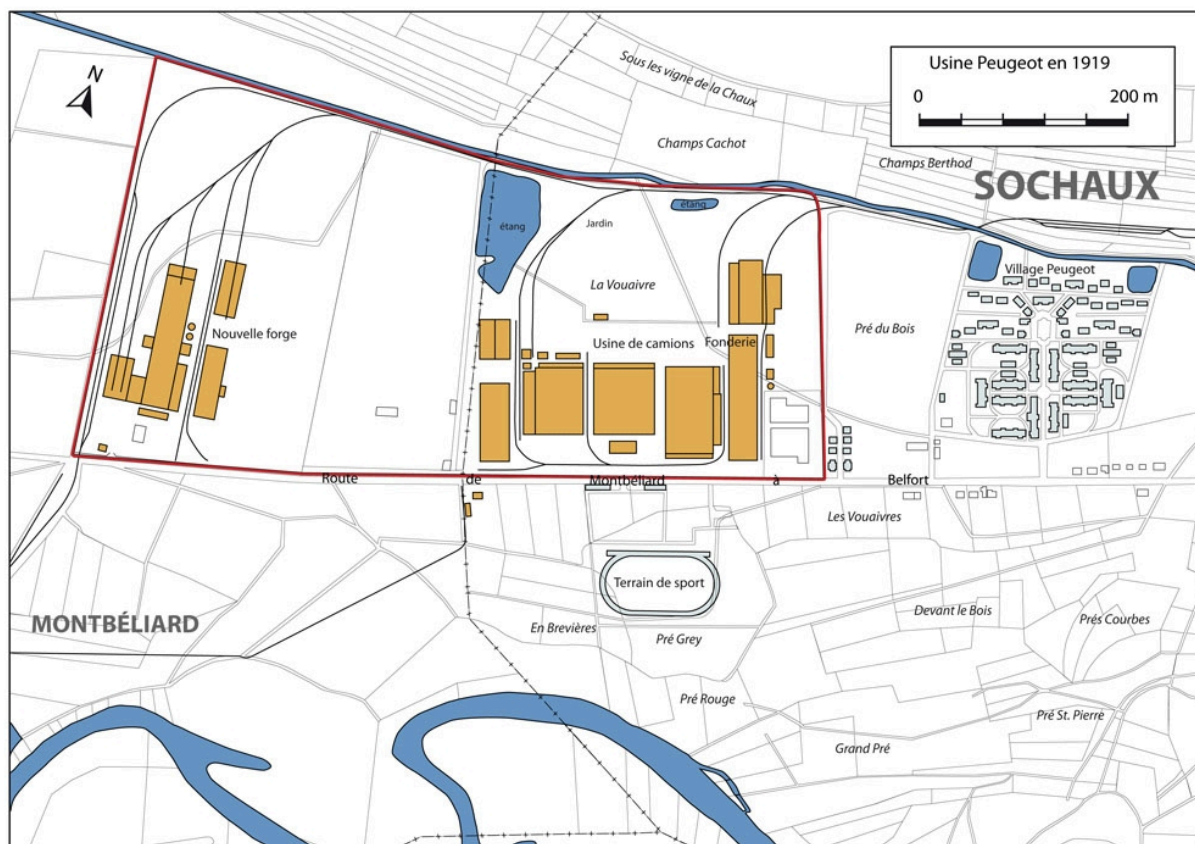 Usine Peugeot en 1919
0 200 m
N
Sous les vigne de la Chaux
Champs Cachot
Champs Berthod
SOCHAUX
étang
étang
Jardin
La Vouaivre
Village Peugeot
Nouvelle forge
Usine de camions
Fonderie
Pré du Bois
Route de Montbéliard à Belfort
Les Vouaivres
Terrain de sport
MONTBÉLIARD
En Brevières
Pré Grey
Devant le Bois
Prés Courbes
Pré Rouge
Pré St. Pierre
Grand Pré